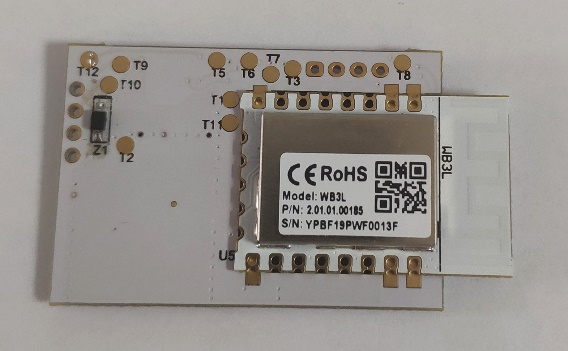 T12
T9
T5
T6
T7
T3
T8
T10
T1
T11
Z1
T2
WB3L
CE RoHS
Model: WB3L
P/N: 2.01.01.00185
S/N: YPBF19PWF0013F
U5